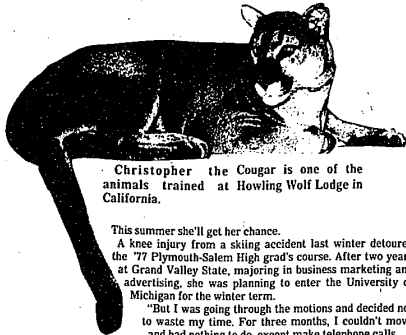 Christopher the Cougar is one of the
animals trained at Howling Wolf Lodge in
California.
This summer she'll get her chance.
A knee injury from a skiing accident last winter detoure
the '77 Plymouth-Salem High grad's course. After two year
at Grand Valley State, majoring in business marketing an
advertising, she was planning to enter the University
Michigan for the winter term.
"But I was going through the motions and decided no
to waste my time. For three months, I couldn't mov
and had nothing to do, except make telephone calls